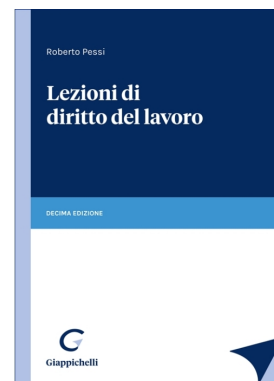 Roberto Pessi
Lezioni di
diritto del lavoro
DECIMA EDIZIONE
G
Giappichelli